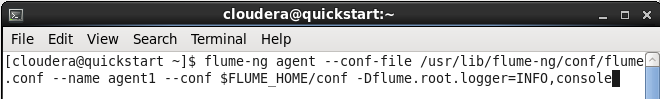 cloudera@quickstart:~
File Edit View Search Terminal Help
[cloudera@quickstart ~]$ flume-ng agent --conf-file /usr/lib/flume-ng/conf/flume
.conf --name agent1 --conf $FLUME_HOME/conf -Dflume.root.logger=INFO,console